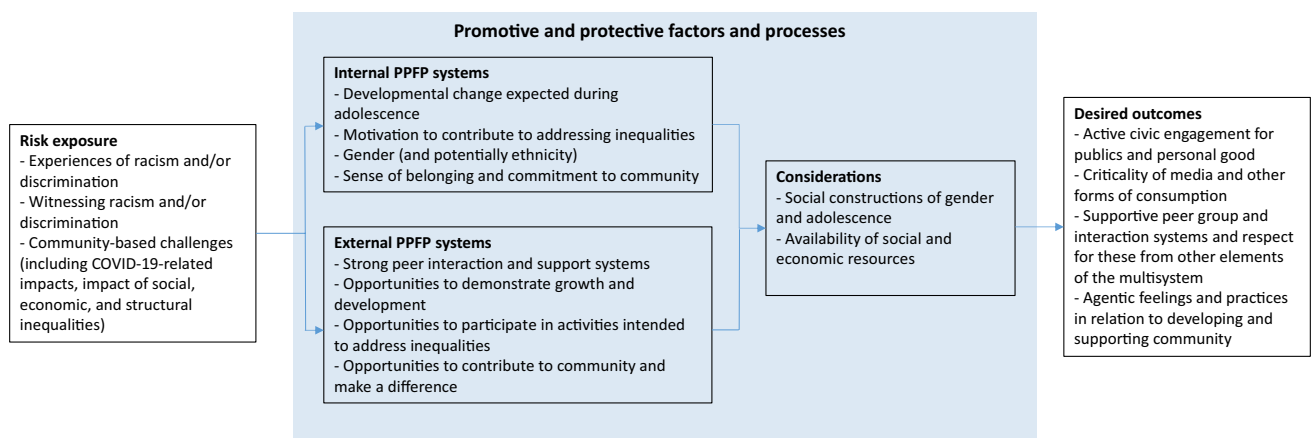 Promotive and protective factors and processes
Risk exposure
- Experiences of racism and/or
discrimination
- Witnessing racism and/or
discrimination
- Community-based challenges
(including COVID-19-related
impacts, impact of social,
economic, and structural
inequalities)
Internal PPFP systems
- Developmental change expected during
adolescence
- Motivation to contribute to addressing inequalities
- Gender (and potentially ethnicity)
- Sense of belonging and commitment to community
External PPFP systems
- Strong peer interaction and support systems
- Opportunities to demonstrate growth and
development
- Opportunities to participate in activities intended
to address inequalities
- Opportunities to contribute to community and
make a difference
Considerations
- Social constructions of gender
and adolescence
- Availability of social and
economic resources
Desired outcomes
- Active civic engagement for
publics and personal good
- Criticality of media and other
forms of consumption
- Supportive peer group and
interaction systems and respect
for these from other elements
of the multisystem
- Agentic feelings and practices
in relation to developing and
supporting community